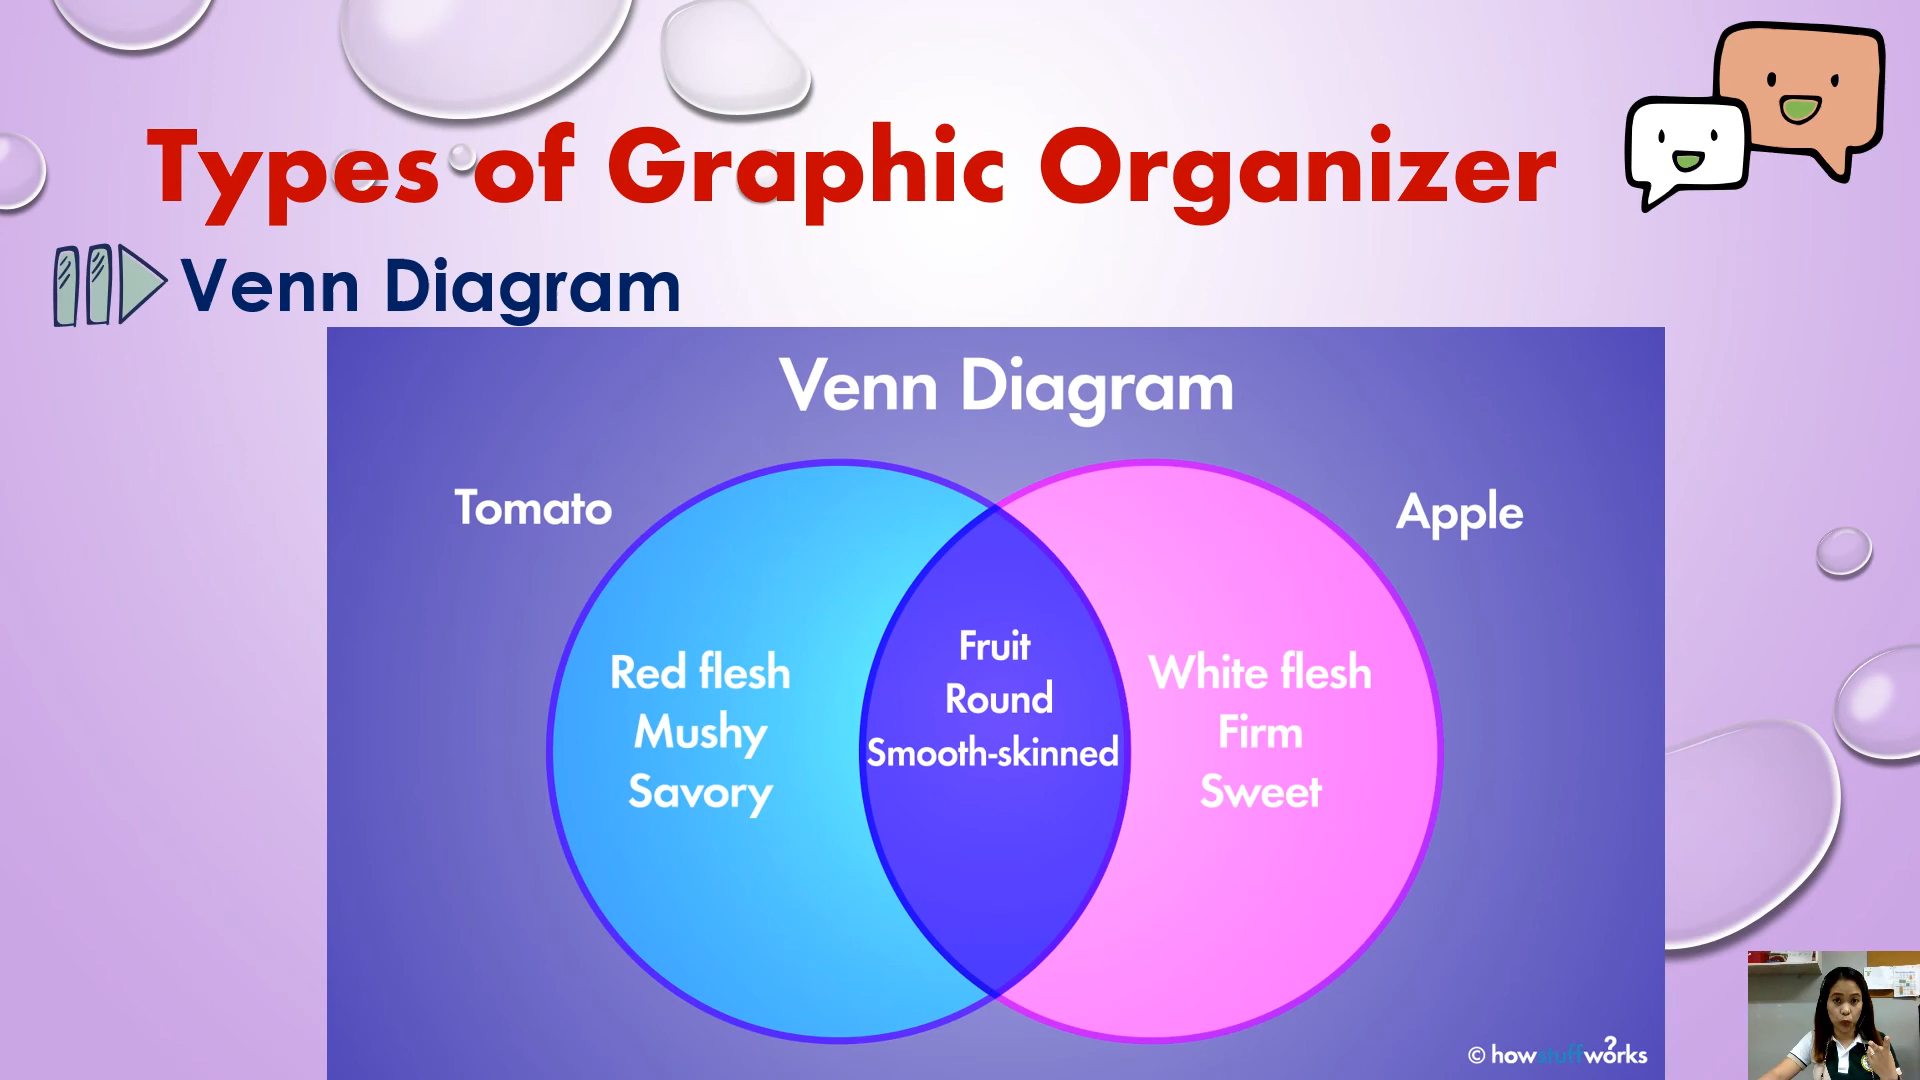 Types of Graphic Organizer
Venn Diagram
Venn Diagram
Tomato
Apple
Red flesh
Mushy
Savory
Fruit
Round
Smooth-skinned
White flesh
Firm
Sweet
© howstuffworks